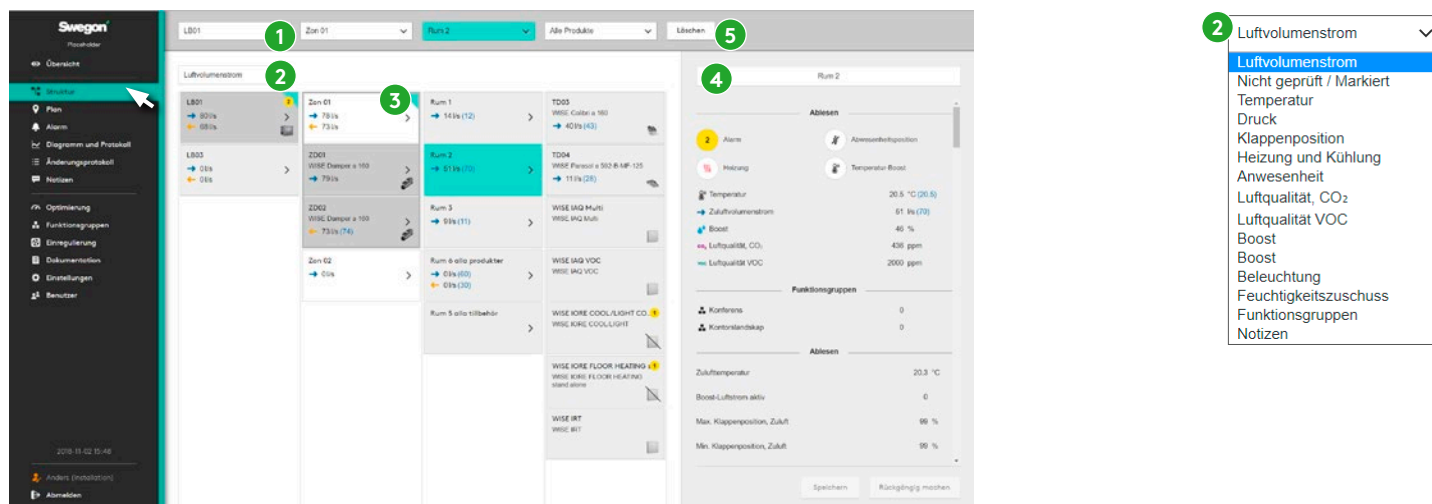 Swegon
Placeholder
Übersicht
Struktur
Plan
Alarm
Diagramm und Protokoll
Änderungsprotokoll
Notizen
Optimierung
Funktionsgruppen
Einregulierung
Dokumentation
Einstellungen
Benutzer
2018-11-02 15:46
Anders (Installation)
Abmelden
LB01
1
Zon 01
Rum 2
Alle Produkte
Löschen
5
Luftvolumenstrom
2
LB01
2
80 l/s
68 l/s
LB03
0 l/s
0 l/s
3
Zon 01
78 l/s
73 l/s
ZD01
WISE Damper a 160
79 l/s
ZD02
WISE Damper a 160
73 l/s (74)
Zon 02
0 l/s
Rum 1
14 l/s (12)
Rum 2
51 l/s (70)
Rum 3
9 l/s (11)
Rum 6 alla produkter
0 l/s (60)
0 l/s (30)
Rum 5 alla tillbehör
TD03
WISE Colibri a 160
40 l/s (43)
TD04
WISE Parasol a 592-B-MF-125
11 l/s (28)
WISE IAQ Multi
WISE IAQ Multi
WISE IAQ VOC
WISE IAQ VOC
WISE IORE COOL/LIGHT CO..
1
WISE IORE COOL LIGHT
WISE IORE FLOOR HEATING
1
WISE IORE FLOOR HEATING
stand alone
WISE IRT
WISE IRT
4
Rum 2
Ablesen
2
Alarm
Abwesenheitsposition
Heizung
Temperatur Boost
Temperatur
20.5 °C (20,5)
Zuluftvolumenstrom
61 l/s (70)
Boost
46 %
Luftqualität, CO₂
436 ppm
Luftqualität VOC
2000 ppm
Funktionsgruppen
Konferens
0
Kontorslandskap
0
Ablesen
Zulufttemperatur
20.3 °C
Boost-Luftstrom aktiv
0
Max. Klappenposition, Zuluft
99 %
Min. Klappenposition, Zuluft
99 %
Speichern
Rückgängig machen
2
Luftvolumenstrom
Luftvolumenstrom
Nicht geprüft / Markiert
Temperatur
Druck
Klappenposition
Heizung und Kühlung
Anwesenheit
Luftqualität, CO₂
Luftqualität VOC
Boost
Boost
Beleuchtung
Feuchtigkeitszuschuss
Funktionsgruppen
Notizen